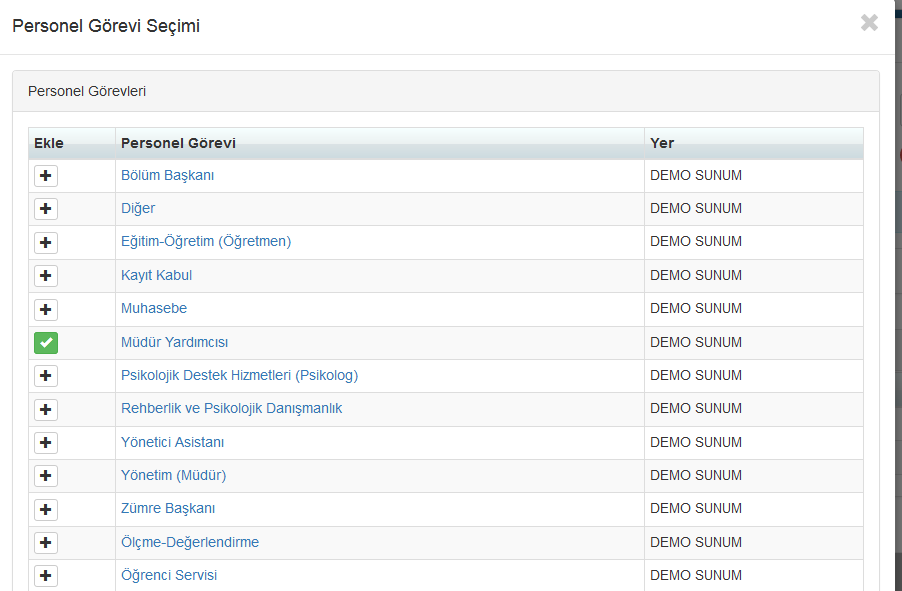 Personel Görevi Seçimi
Personel Görevleri
Ekle Personel Görevi Yer
Bölüm Başkanı DEMO SUNUM
Diğer DEMO SUNUM
Eğitim-Öğretim (Öğretmen) DEMO SUNUM
Kayıt Kabul DEMO SUNUM
Muhasebe DEMO SUNUM
Müdür Yardımcısı DEMO SUNUM
Psikolojik Destek Hizmetleri (Psikolog) DEMO SUNUM
Rehberlik ve Psikolojik Danışmanlık DEMO SUNUM
Yönetici Asistanı DEMO SUNUM
Yönetim (Müdür) DEMO SUNUM
Zümre Başkanı DEMO SUNUM
Ölçme-Değerlendirme DEMO SUNUM
Öğrenci Servisi DEMO SUNUM